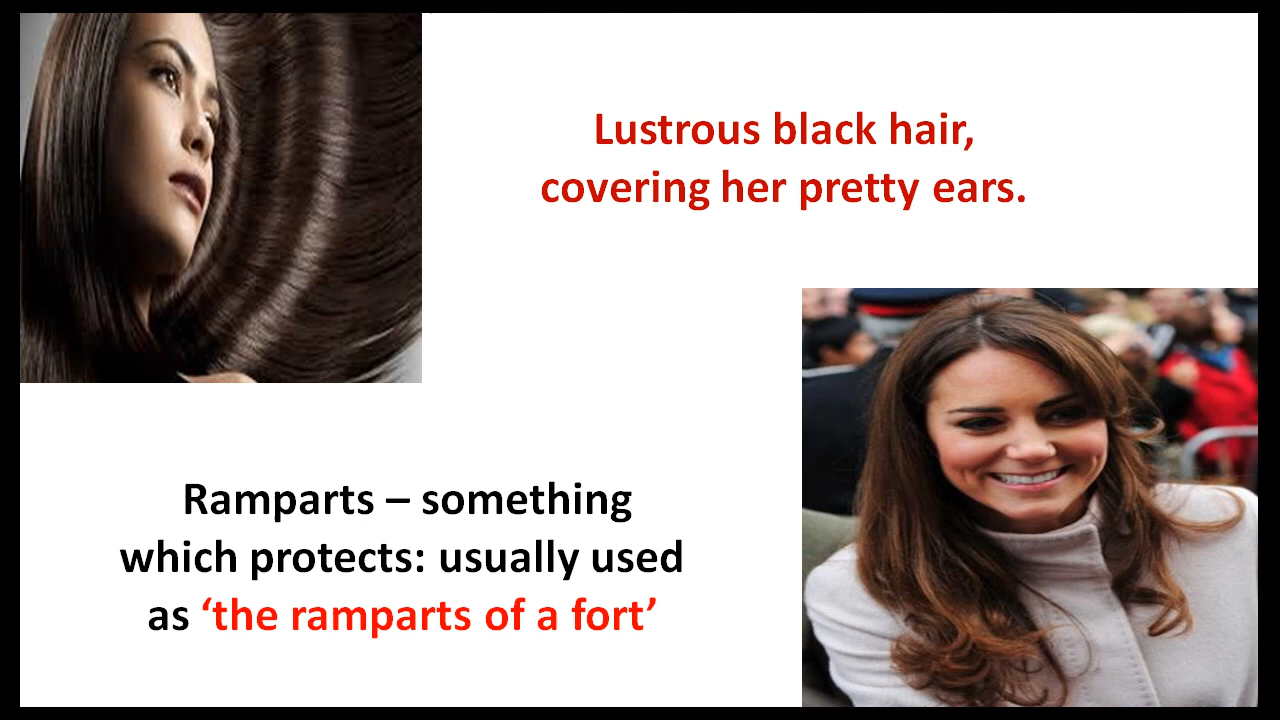 Lustrous black hair,
covering her pretty ears.
Ramparts – something
which protects: usually used
as ‘the ramparts of a fort’